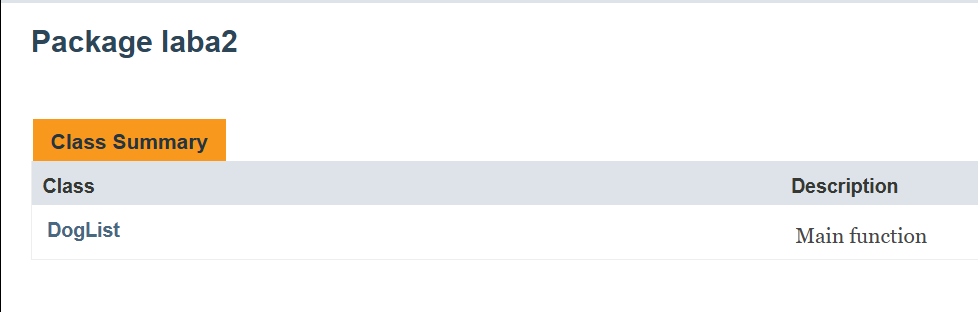 Package laba2
Class Summary
Class Description
DogList Main function